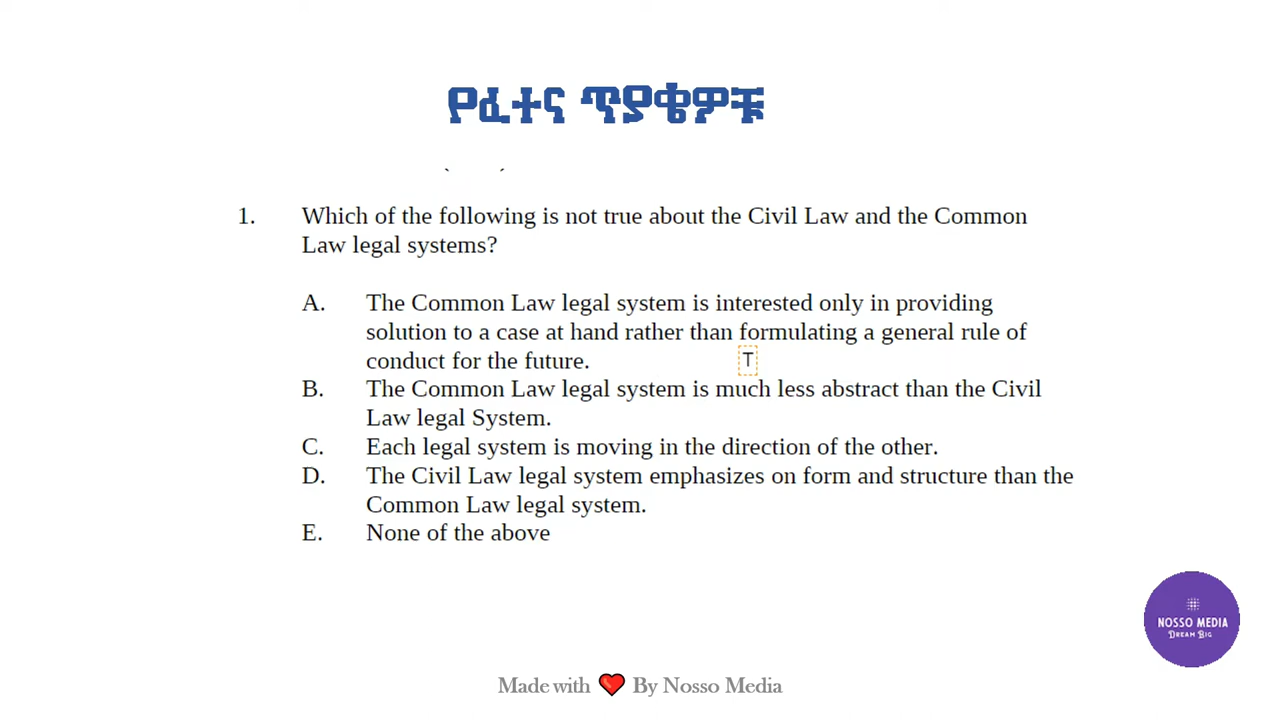 የፈተና ጥያቄዎቹ
1. Which of the following is not true about the Civil Law and the Common
Law legal systems?
A. The Common Law legal system is interested only in providing
solution to a case at hand rather than formulating a general rule of
conduct for the future.
T
B. The Common Law legal system is much less abstract than the Civil
Law legal System.
C. Each legal system is moving in the direction of the other.
D. The Civil Law legal system emphasizes on form and structure than the
Common Law legal system.
E. None of the above
NOSSO MEDIA
DREAM BIG
Made with ❤ By Nosso Media